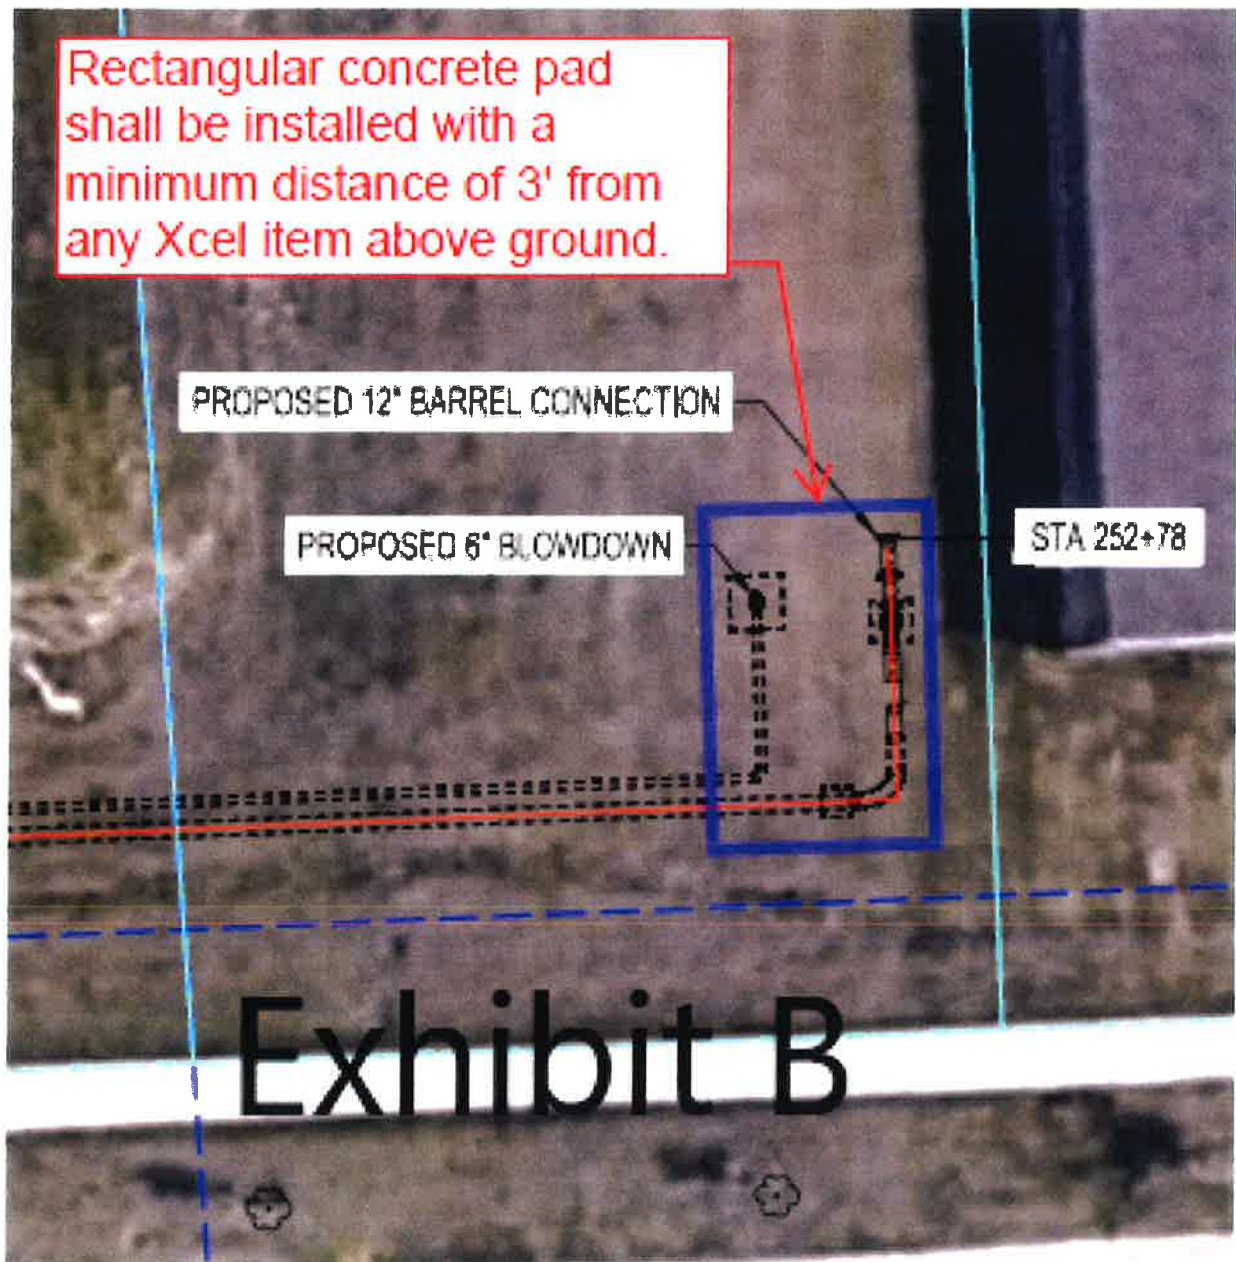 Rectangular concrete pad
shall be installed with a
minimum distance of 3' from
any Xcel item above ground.
PROPOSED 12" BARREL CONNECTION
PROPOSED 6" BLOWDOWN
STA 252+78
Exhibit B